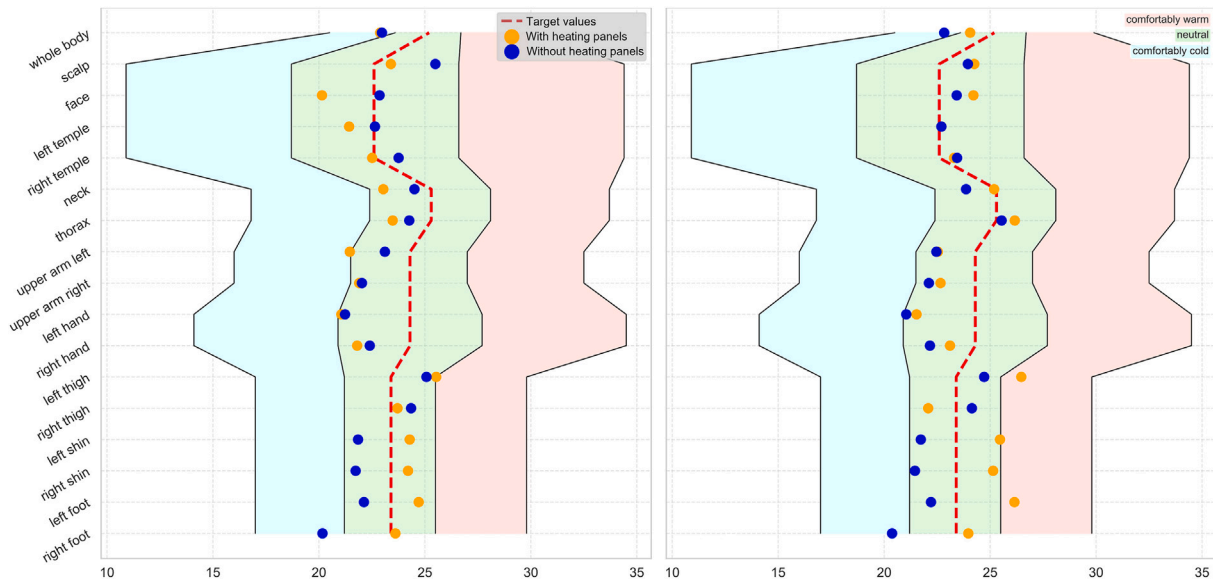 whole body
scalp
face
left temple
right temple
neck
thorax
upper arm left
upper arm right
left hand
right hand
left thigh
right thigh
left shin
right shin
left foot
right foot
Target values
With heating panels
Without heating panels
10
15
20
25
30
35
comfortably warm
neutral
comfortably cold
10
15
20
25
30
35